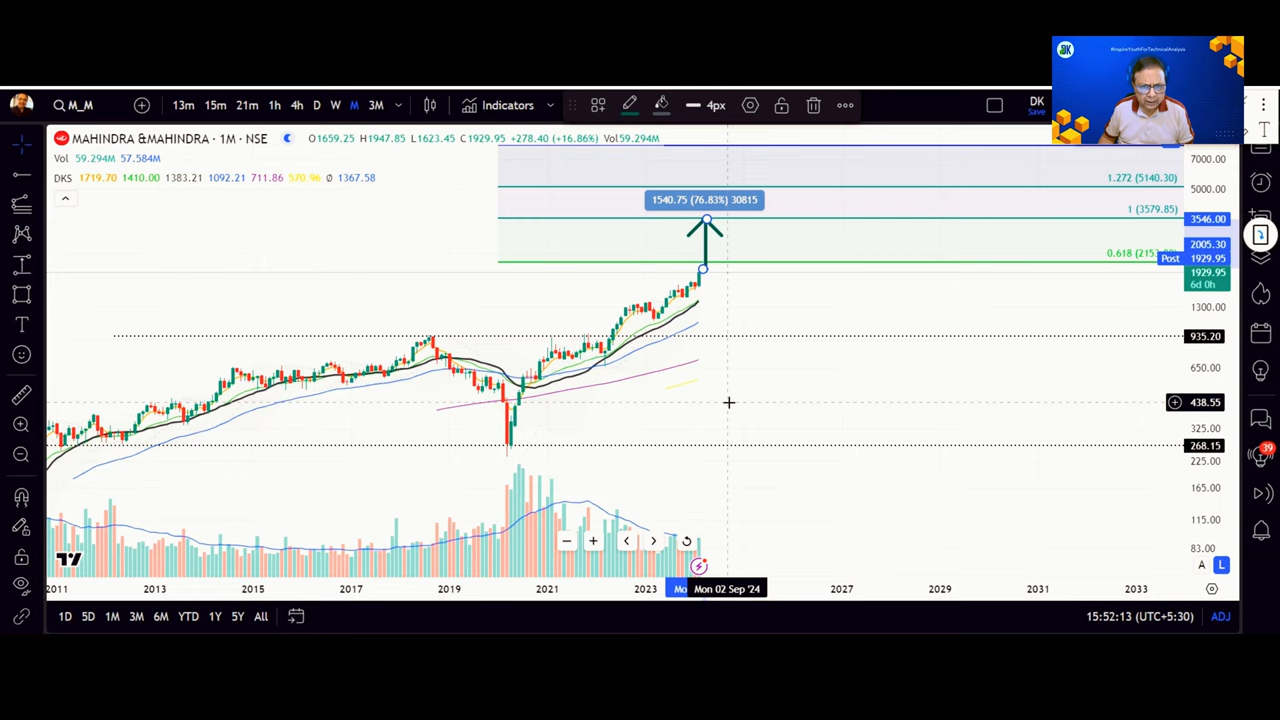 DK
#InspireYouthForTechnicalAnalysis
M_M
13m
15m
21m
1h
4h
D
W
M
3M
Indicators
4px
DK
Save
MAHINDRA &MAHINDRA · 1M · NSE
O1659.25 H1947.85 L1623.45 C1929.95 +278.40 (+16.86%) Vol59.294M
Vol 59.294M 57.584M
DKS 1719.70 1410.00 1383.21 1092.21 711.86 570.96 Ø 1367.58
7000.00
1.272 (5140.30)
5000.00
1540.75 (76.83%) 30815
1 (3579.85)
3546.00
2005.30
0.618 (2153
Post 1929.95
1929.95
6d 0h
1300.00
935.20
650.00
438.55
325.00
268.15
225.00
165.00
115.00
83.00
39
A
L
2011
2013
2015
2017
2019
2021
2023
Mo
Mon 02 Sep '24
2027
2029
2031
2033
1D
5D
1M
3M
6M
YTD
1Y
5Y
All
15:52:13 (UTC+5:30)
ADJ